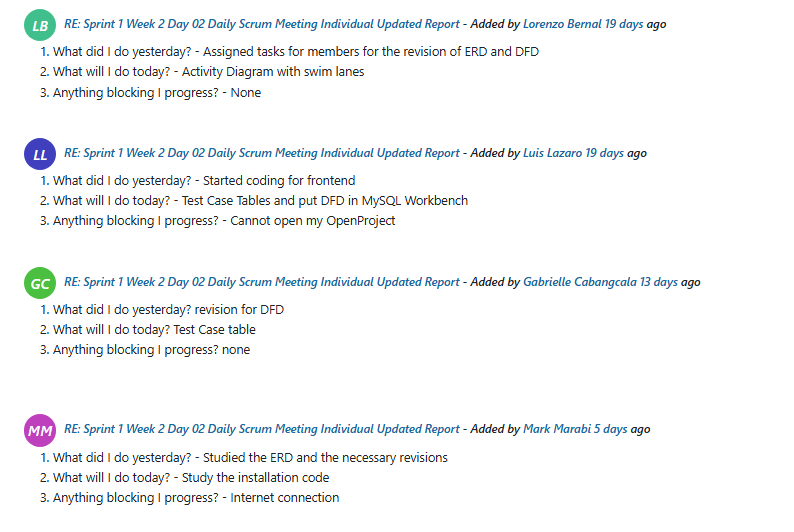 LB RE: Sprint 1 Week 2 Day 02 Daily Scrum Meeting Individual Updated Report - Added by Lorenzo Bernal 19 days ago
1. What did I do yesterday? - Assigned tasks for members for the revision of ERD and DFD
2. What will I do today? - Activity Diagram with swim lanes
3. Anything blocking I progress? - None
LL RE: Sprint 1 Week 2 Day 02 Daily Scrum Meeting Individual Updated Report - Added by Luis Lazaro 19 days ago
1. What did I do yesterday? - Started coding for frontend
2. What will I do today? - Test Case Tables and put DFD in MySQL Workbench
3. Anything blocking I progress? - Cannot open my OpenProject
GC RE: Sprint 1 Week 2 Day 02 Daily Scrum Meeting Individual Updated Report - Added by Gabrielle Cabangcala 13 days ago
1. What did I do yesterday? revision for DFD
2. What will I do today? Test Case table
3. Anything blocking I progress? none
MM RE: Sprint 1 Week 2 Day 02 Daily Scrum Meeting Individual Updated Report - Added by Mark Marabi 5 days ago
1. What did I do yesterday? - Studied the ERD and the necessary revisions
2. What will I do today? - Study the installation code
3. Anything blocking I progress? - Internet connection